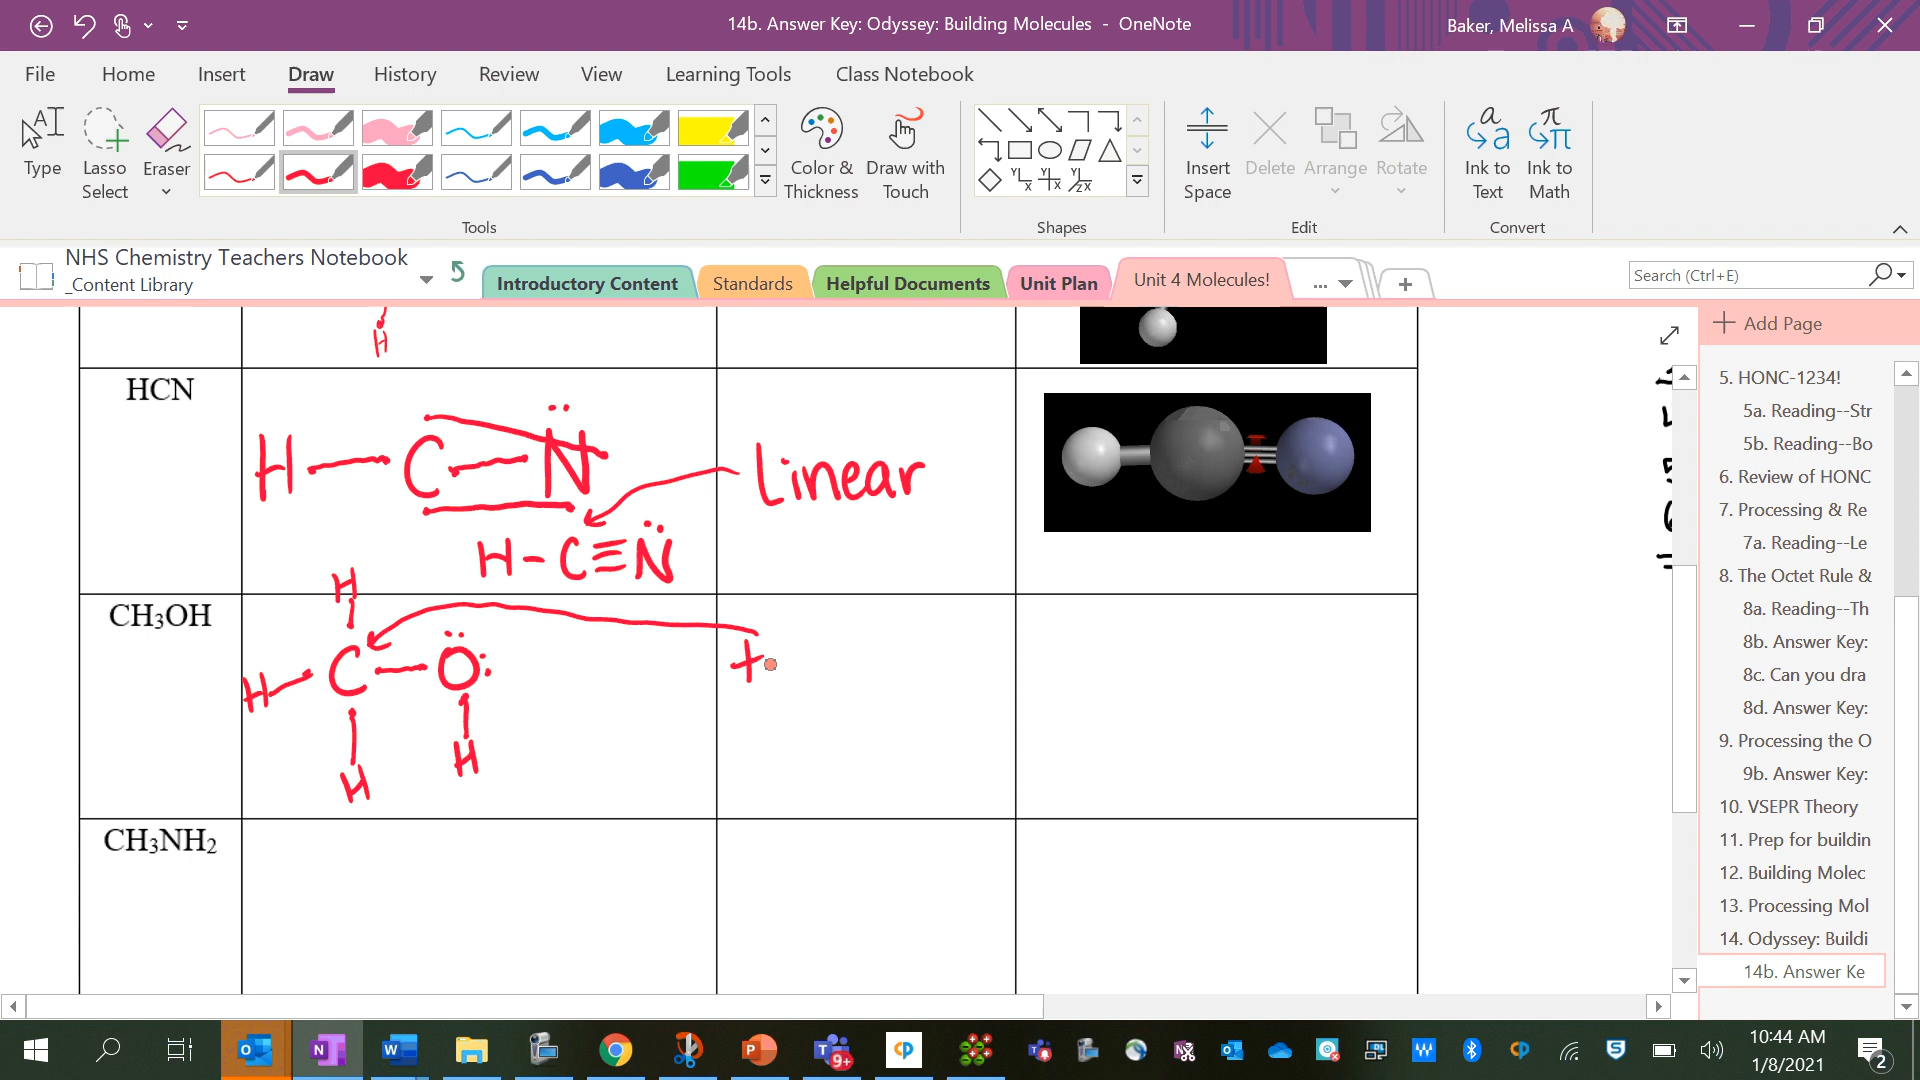 14b. Answer Key: Odyssey: Building Molecules - OneNote
Baker, Melissa A
File Home Insert Draw History Review View Learning Tools Class Notebook
Type
Lasso Select
Eraser
Color & Thickness
Draw with Touch
Insert Space
Delete
Arrange
Rotate
Ink to Text
Ink to Math
Tools
Shapes
Edit
Convert
NHS Chemistry Teachers Notebook
_Content Library
Introductory Content
Standards
Helpful Documents
Unit Plan
Unit 4 Molecules!
...
Search (Ctrl+E)
Add Page
5. HONC-1234!
5a. Reading--Str
5b. Reading--Bo
6. Review of HONC
7. Processing & Re
7a. Reading--Le
8. The Octet Rule &
8a. Reading--Th
8b. Answer Key:
8c. Can you dra
8d. Answer Key:
9. Processing the O
9b. Answer Key:
10. VSEPR Theory
11. Prep for buildin
12. Building Molec
13. Processing Mol
14. Odyssey: Buildi
14b. Answer Ke
H
HCN
H — C — N
Linear
H - C ≡ N
CH₃OH
H
H — C — O
H H
t
CH₃NH₂
10:44 AM
1/8/2021
9+
2